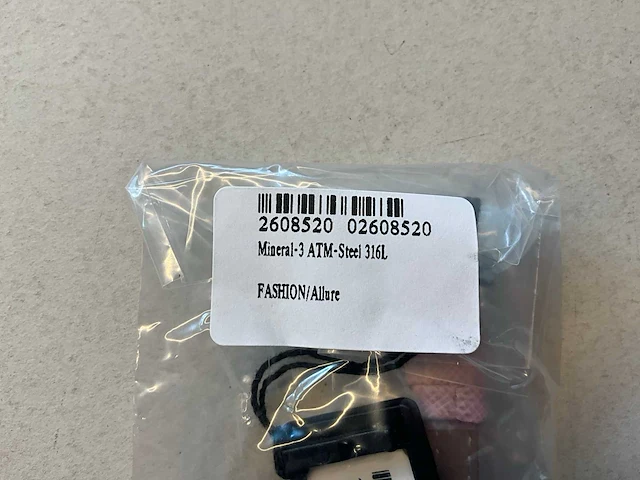 2608520 02608520
Mineral-3 ATM-Steel 316L
FASHION/Allure